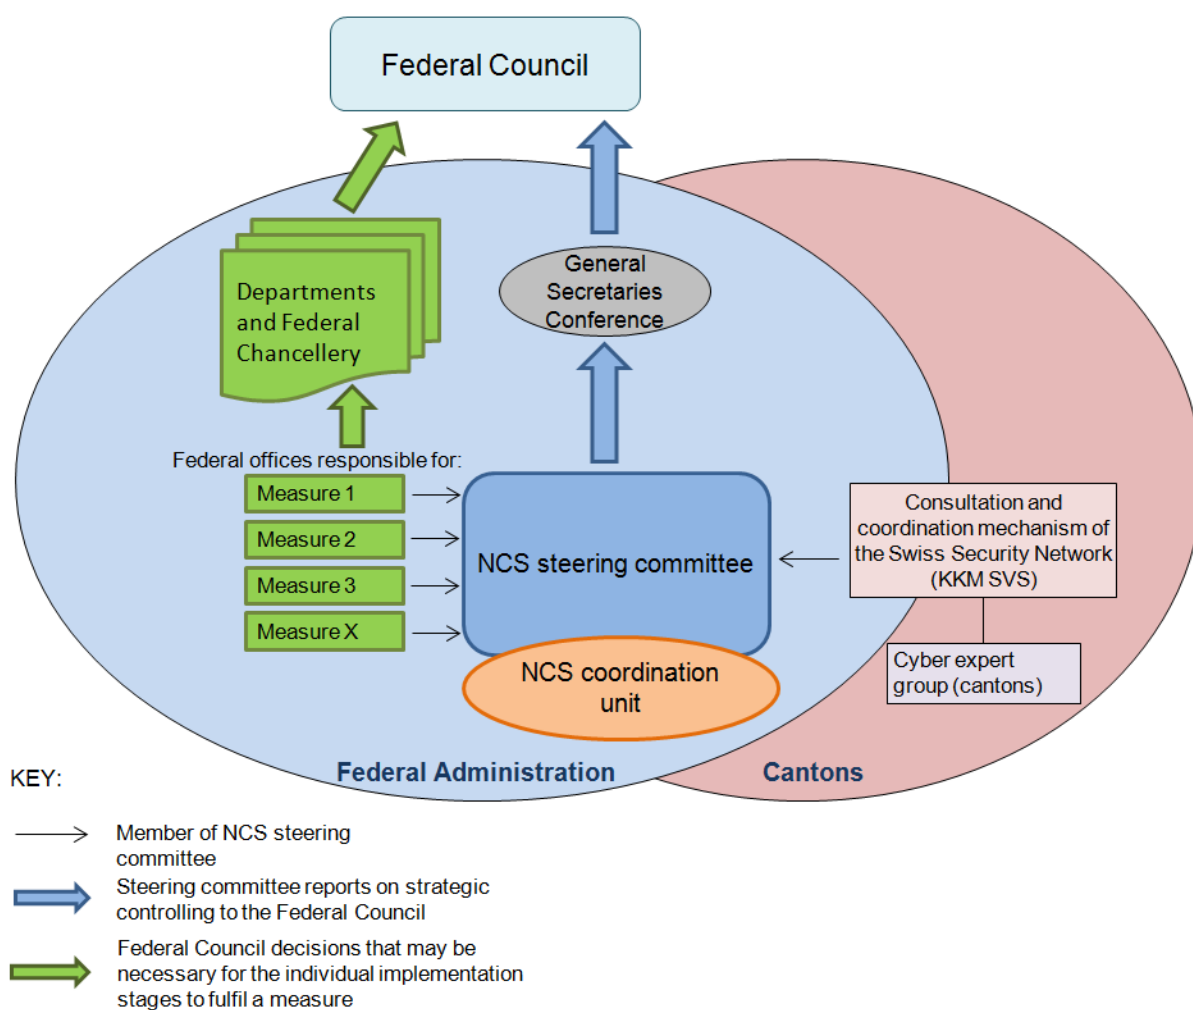 Federal Council
General
Secretaries
Conference
Departments
and Federal
Chancellery
Federal offices responsible for:
Measure 1
Measure 2
Measure 3
Measure X
NCS steering committee
NCS coordination
unit
Consultation and
coordination mechanism of
the Swiss Security Network
(KKM SVS)
Cyber expert
group (cantons)
Federal Administration
Cantons
KEY:
Member of NCS steering
committee
Steering committee reports on strategic
controlling to the Federal Council
Federal Council decisions that may be
necessary for the individual implementation
stages to fulfil a measure